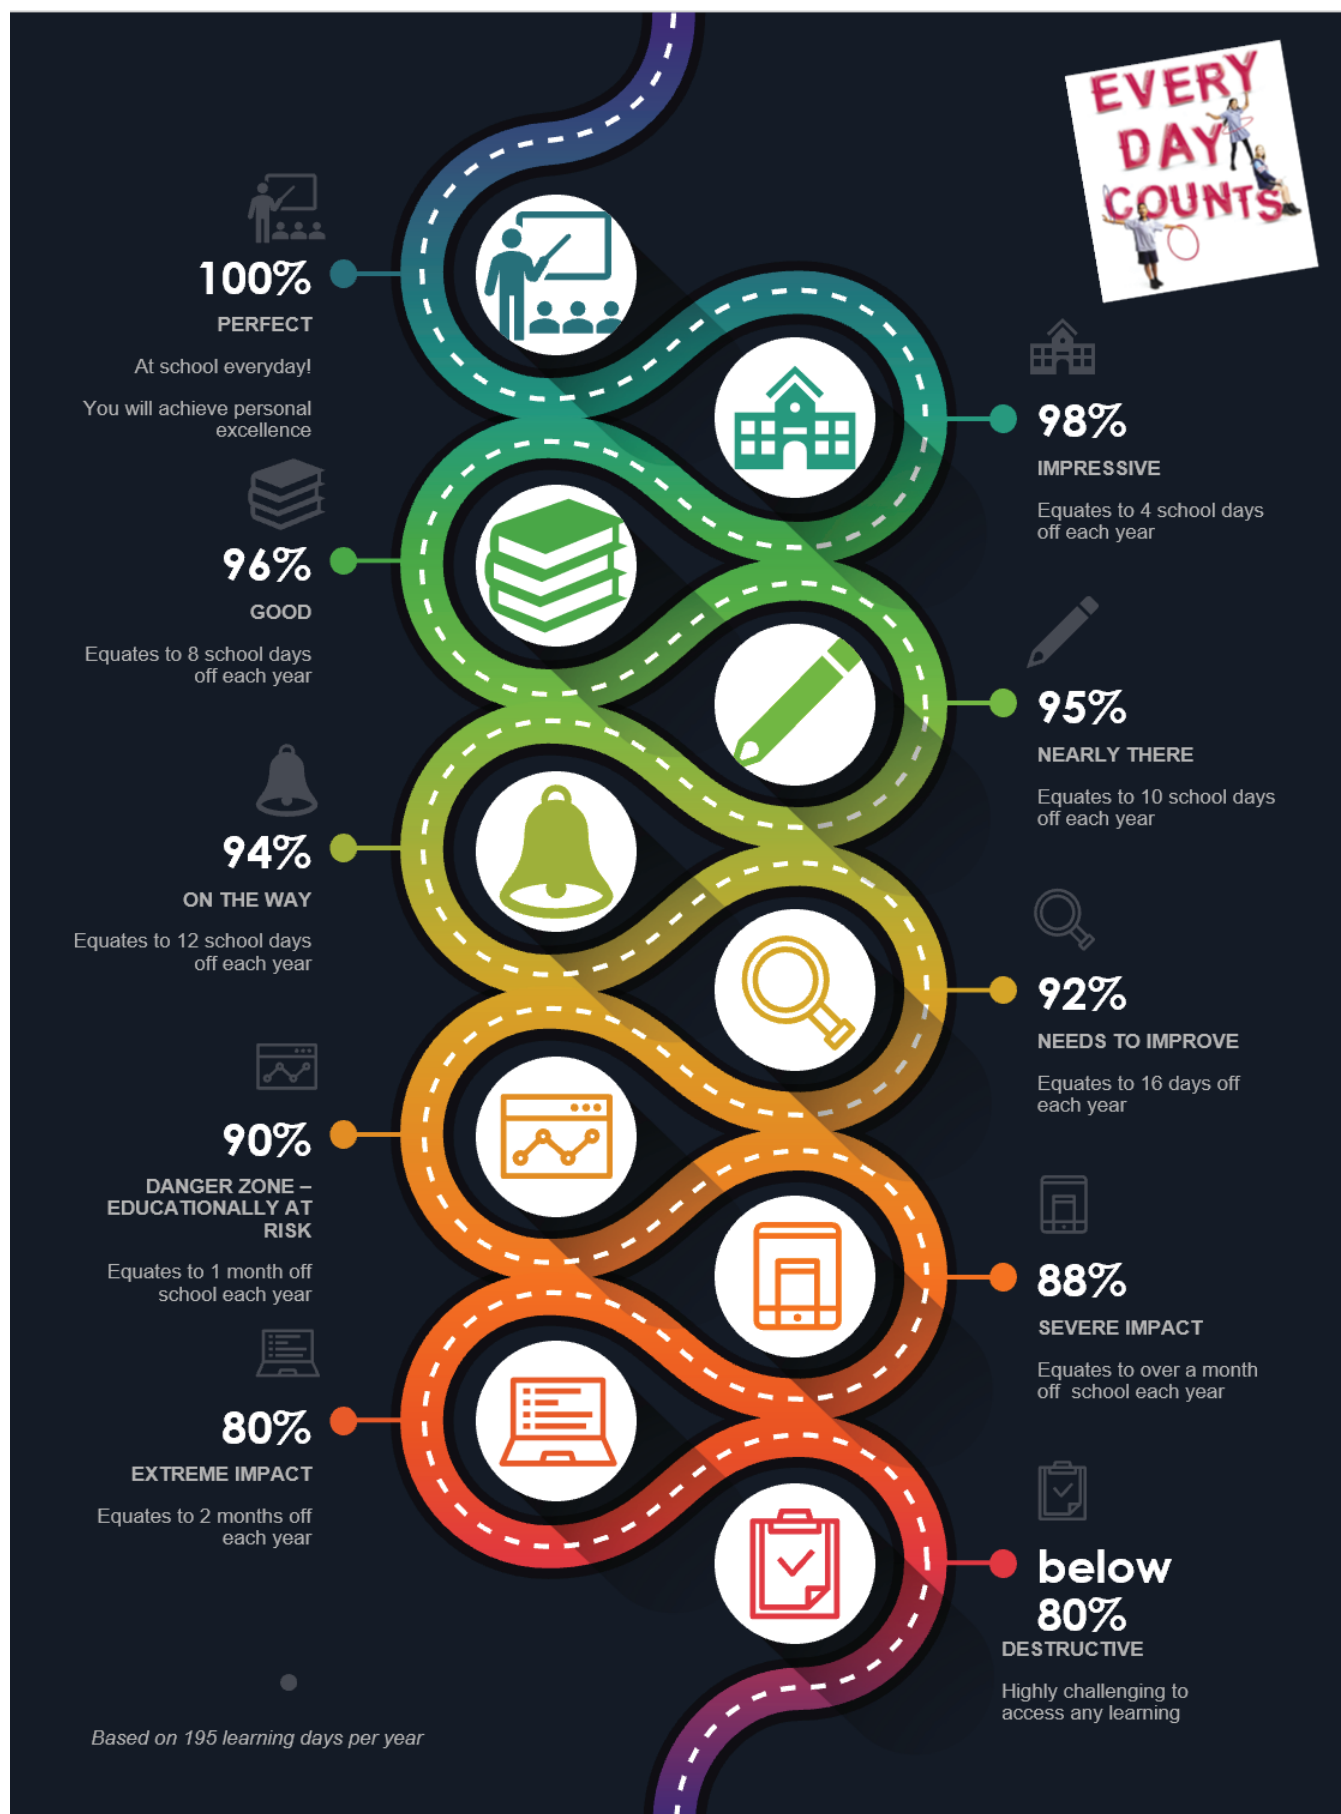 EVERY
DAY
COUNTS
100%
PERFECT
At school everyday!
You will achieve personal
excellence
98%
IMPRESSIVE
Equates to 4 school days
off each year
96%
GOOD
Equates to 8 school days
off each year
95%
NEARLY THERE
Equates to 10 school days
off each year
94%
ON THE WAY
Equates to 12 school days
off each year
92%
NEEDS TO IMPROVE
Equates to 16 days off
each year
90%
DANGER ZONE –
EDUCATIONALLY AT
RISK
Equates to 1 month off
school each year
88%
SEVERE IMPACT
Equates to over a month
off  school each year
80%
EXTREME IMPACT
Equates to 2 months off
each year
below
80%
DESTRUCTIVE
Highly challenging to
access any learning
Based on 195 learning days per year